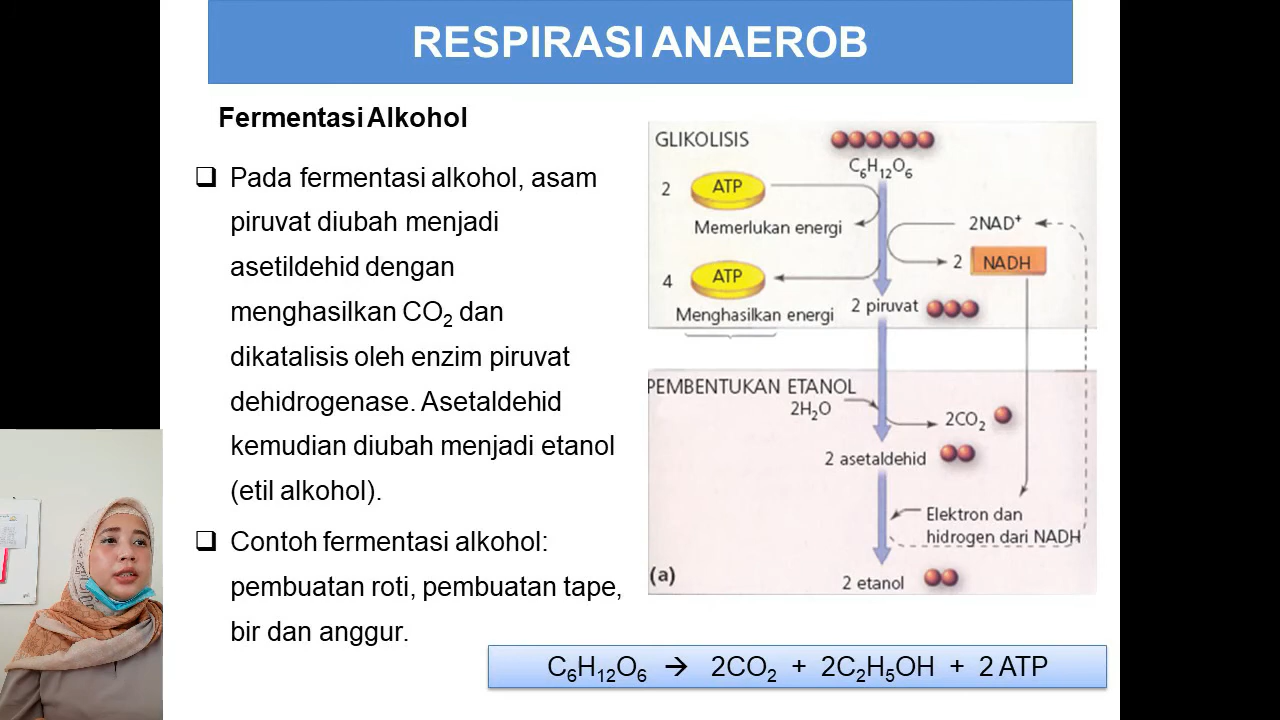 RESPIRASI ANAEROB
Fermentasi Alkohol
❑ Pada fermentasi alkohol, asam
piruvat diubah menjadi
asetildehid dengan
menghasilkan CO₂ dan
dikatalisis oleh enzim piruvat
dehidrogenase. Asetaldehid
kemudian diubah menjadi etanol
(etil alkohol).
❑ Contoh fermentasi alkohol:
pembuatan roti, pembuatan tape,
bir dan anggur.
GLIKOLISIS
C₆H₁₂O₆
2 ATP
Memerlukan energi
2NAD⁺
2 NADH
4 ATP
Menghasilkan energi
2 piruvat
PEMBENTUKAN ETANOL
2H₂O
2CO₂
2 asetaldehid
Elektron dan
hidrogen dari NADH
2 etanol
(a)
C₆H₁₂O₆ → 2CO₂ + 2C₂H₅OH + 2 ATP